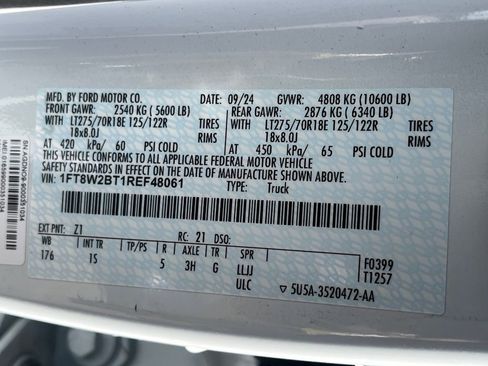 MFD. BY FORD MOTOR CO. 09/24 GVWR: 4808 KG (10600 LB)
FRONT GAWR: 2540 KG ( 5600 LB) REAR GAWR: 2876 KG ( 6340 LB)
WITH LT275/70R18E 125/122R WITH LT275/70R18E 125/122R
TIRES 18x8.0J TIRES 18x8.0J
RIMS
AT 420 kPa/ 60 PSI COLD AT 450 kPa/ 65 PSI COLD
THIS VEHICLE CONFORMS TO ALL APPLICABLE FEDERAL MOTOR VEHICLE
SAFETY STANDARDS IN EFFECT ON THE DATE OF MANUFACTURE SHOWN ABOVE.
VIN: 1FT8W2BT1REF48061
TYPE: Truck
EXT PNT: Z1 RC: 21 DSO:
WB INT TR TP/PS R AXLE TR SPR
176 1S 5 3H G LLJJ
ULC
F0399
T1257
5U5A-3520472-AA